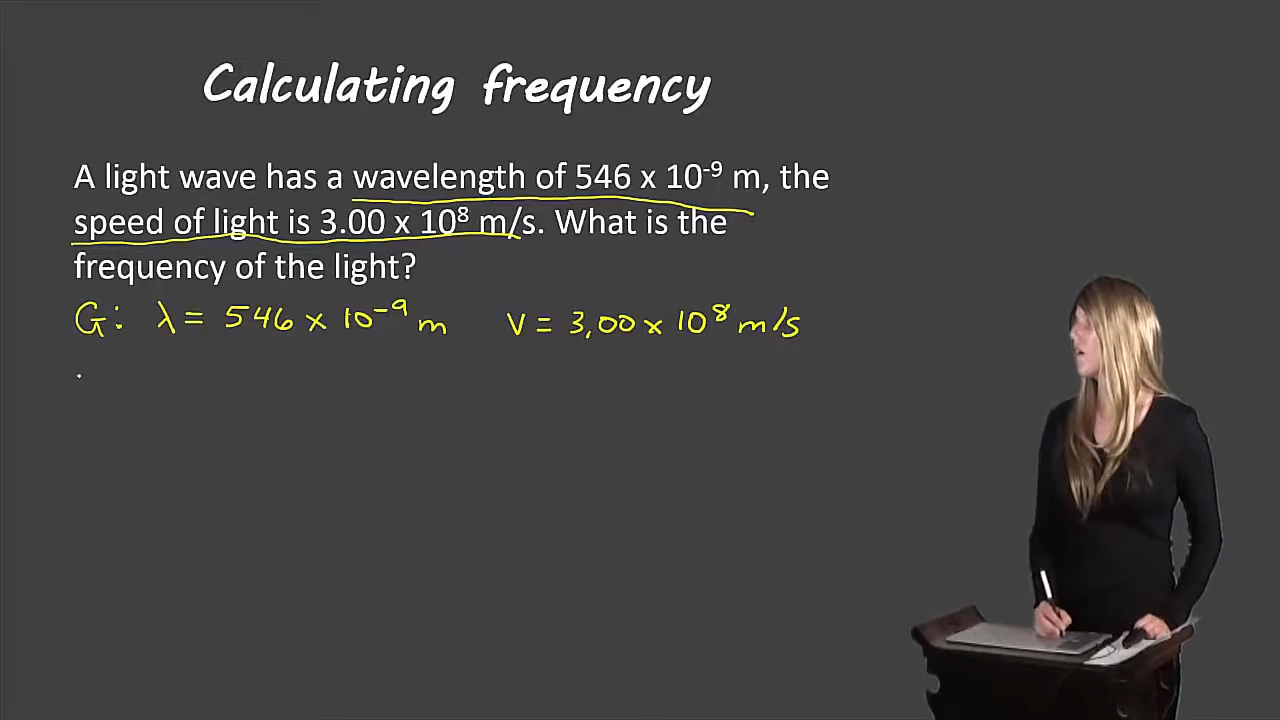 Calculating frequency
A light wave has a wavelength of 546 x 10⁻⁹ m, the
speed of light is 3.00 x 10⁸ m/s. What is the
frequency of the light?
G: λ = 546 x 10⁻⁹ m v = 3.00 x 10⁸ m/s